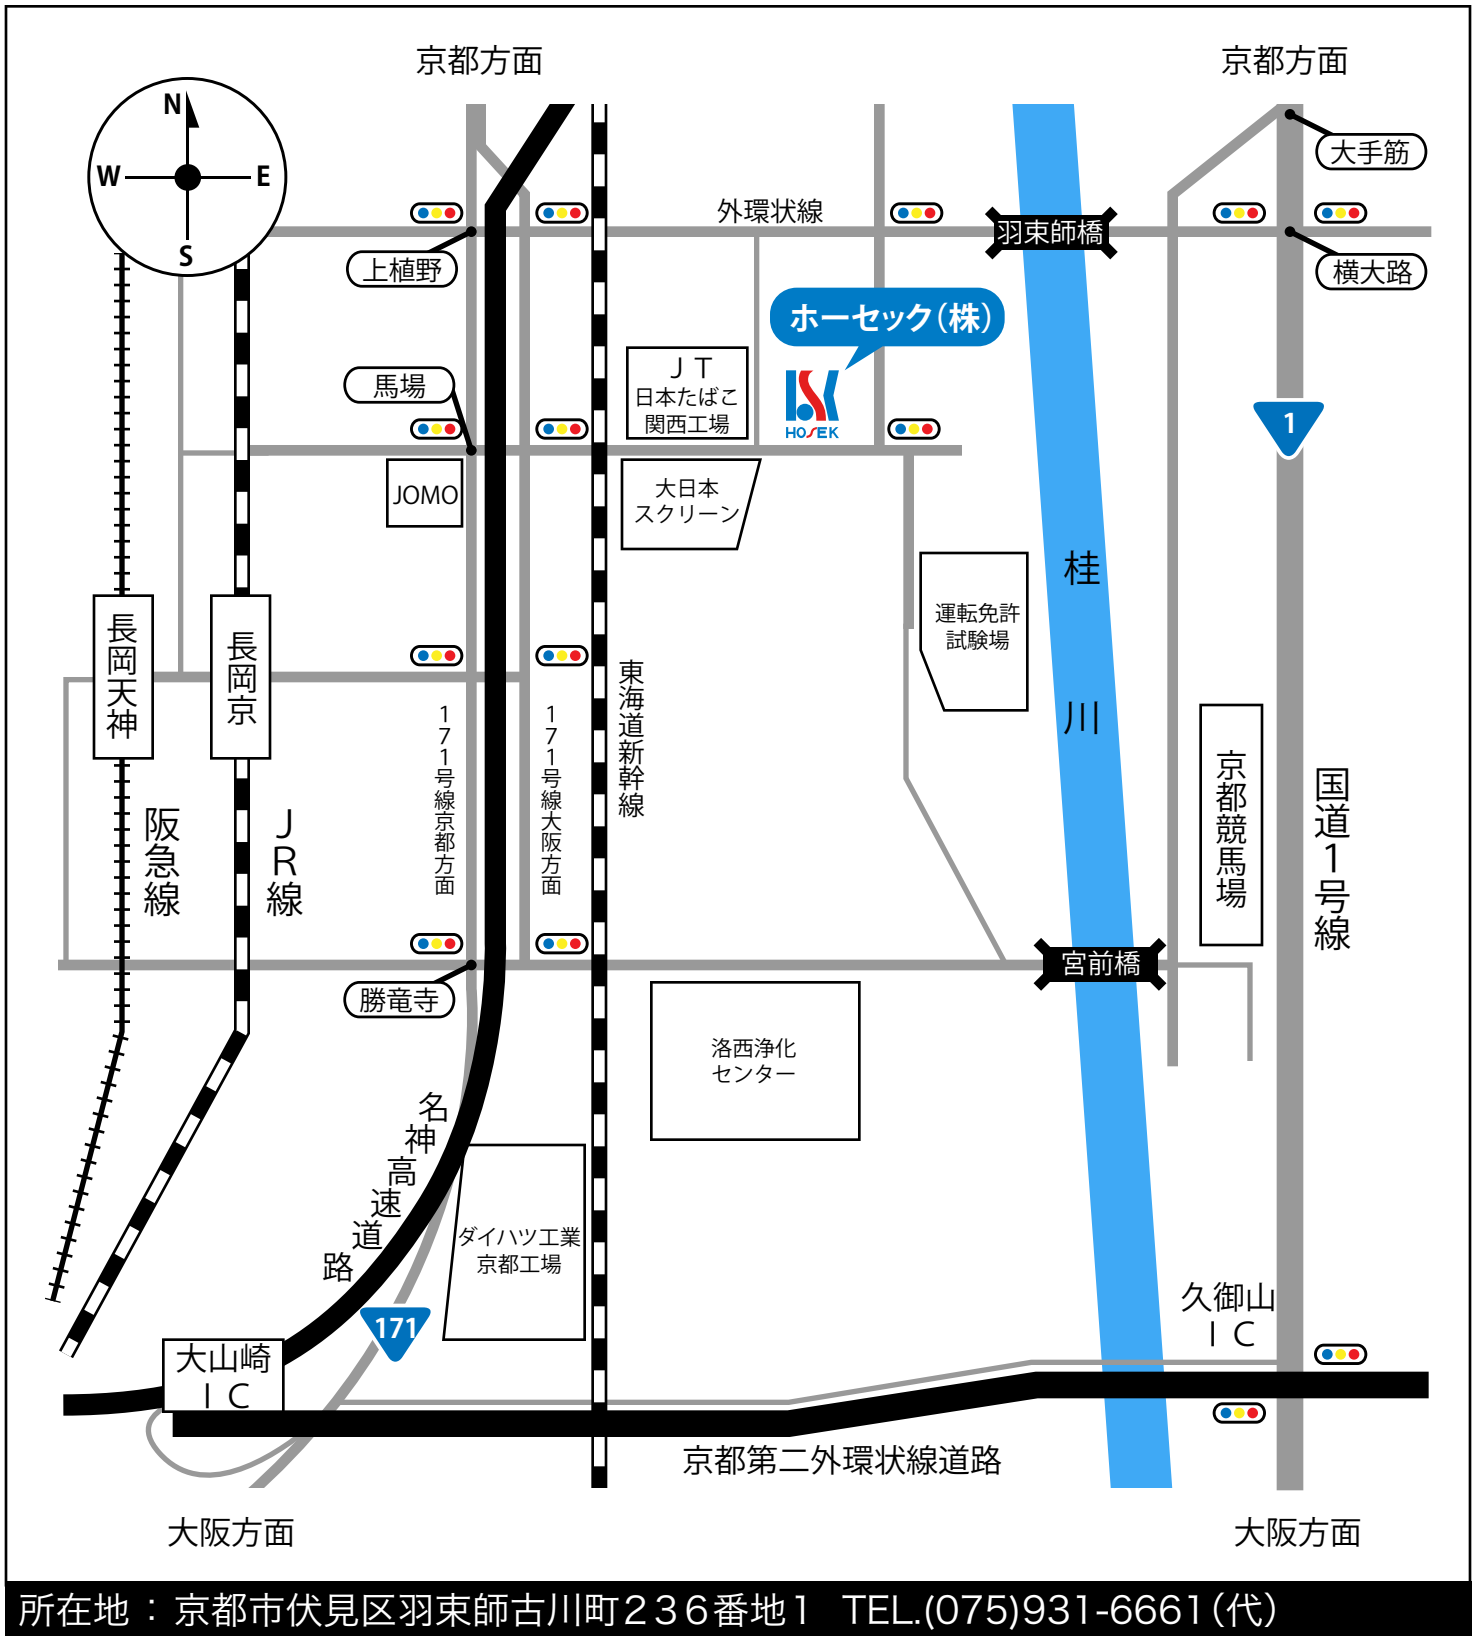 京都方面
京都方面
N
W
E
S
大手筋
外環状線
羽束師橋
上植野
横大路
ホーセック(株)
JT
日本たばこ
関西工場
馬場
HOSEK
1
JOMO
大日本
スクリーン
桂川
運転免許
試験場
長岡天神
長岡京
東海道新幹線
171号線京都方面
171号線大阪方面
京都競馬場
国道1号線
阪急線
JR線
宮前橋
勝竜寺
洛西浄化
センター
名神高速道路
ダイハツ工業
京都工場
久御山
IC
171
大山崎
IC
京都第二外環状線道路
大阪方面
大阪方面
所在地:京都市伏見区羽束師古川町236番地1 TEL.(075)931-6661(代)